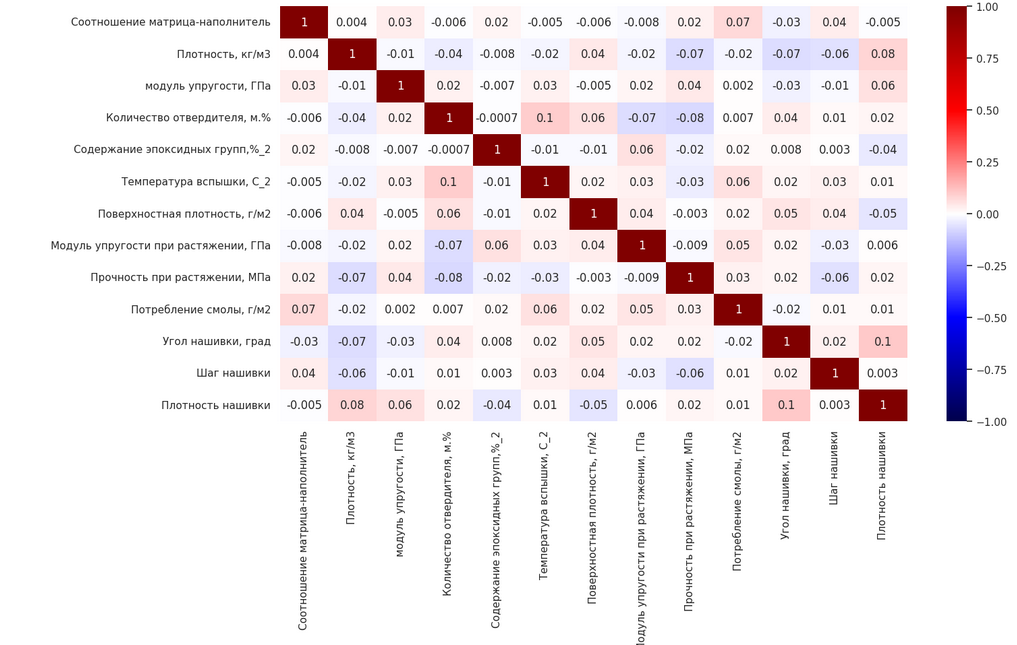 Соотношение матрица-наполнитель 1 0.004 0.03 -0.006 0.02 -0.005 -0.006 -0.008 0.02 0.07 -0.03 0.04 -0.005
Плотность, кг/м3 0.004 1 -0.01 -0.04 -0.008 -0.02 0.04 -0.02 -0.07 -0.02 -0.07 -0.06 0.08
модуль упругости, ГПа 0.03 -0.01 1 0.02 -0.007 0.03 -0.005 0.02 0.04 0.002 -0.03 -0.01 0.06
Количество отвердителя, м.% -0.006 -0.04 0.02 1 -0.0007 0.1 0.06 -0.07 -0.08 0.007 0.04 0.01 0.02
Содержание эпоксидных групп,%_2 0.02 -0.008 -0.007 -0.0007 1 -0.01 -0.01 0.06 -0.02 0.02 0.008 0.003 -0.04
Температура вспышки, С_2 -0.005 -0.02 0.03 0.1 -0.01 1 0.02 0.03 -0.03 0.06 0.02 0.03 0.01
Поверхностная плотность, г/м2 -0.006 0.04 -0.005 0.06 -0.01 0.02 1 0.04 -0.003 0.02 0.05 0.04 -0.05
Модуль упругости при растяжении, ГПа -0.008 -0.02 0.02 -0.07 0.06 0.03 0.04 1 -0.009 0.05 0.02 -0.03 0.006
Прочность при растяжении, МПа 0.02 -0.07 0.04 -0.08 -0.02 -0.03 -0.003 -0.009 1 0.03 0.02 -0.06 0.02
Потребление смолы, г/м2 0.07 -0.02 0.002 0.007 0.02 0.06 0.02 0.05 0.03 1 -0.02 0.01 0.01
Угол нашивки, град -0.03 -0.07 -0.03 0.04 0.008 0.02 0.05 0.02 0.02 -0.02 1 0.02 0.1
Шаг нашивки 0.04 -0.06 -0.01 0.01 0.003 0.03 0.04 -0.03 -0.06 0.01 0.02 1 0.003
Плотность нашивки -0.005 0.08 0.06 0.02 -0.04 0.01 -0.05 0.006 0.02 0.01 0.1 0.003 1
Соотношение матрица-наполнитель
Плотность, кг/м3
модуль упругости, ГПа
Количество отвердителя, м.%
Содержание эпоксидных групп,%_2
Температура вспышки, С_2
Поверхностная плотность, г/м2
упругости при растяжении, ГПа
Прочность при растяжении, МПа
Потребление смолы, г/м2
Угол нашивки, град
Шаг нашивки
Плотность нашивки
1.00
0.75
0.50
0.25
0.00
−0.25
−0.50
−0.75
−1.00